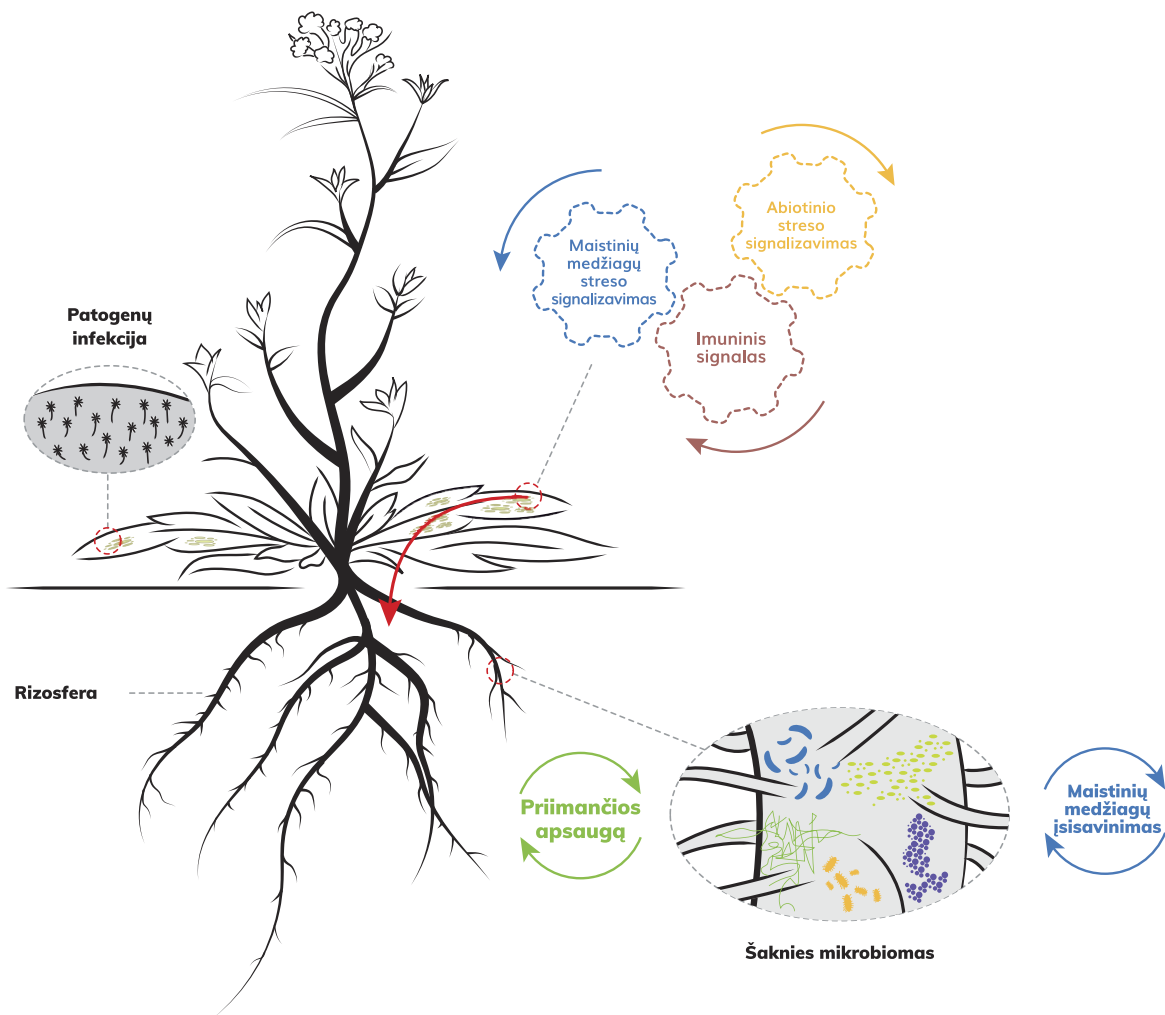 Abiotinio
streso
signalizavimas
Maistinių
medžiagų
streso
signalizavimas
Imuninis
signalas
Patogenų
infekcija
Rizosfera
Priimančios
apsaugą
Maistinių
medžiagų
įsisavinimas
Šaknies mikrobiomas